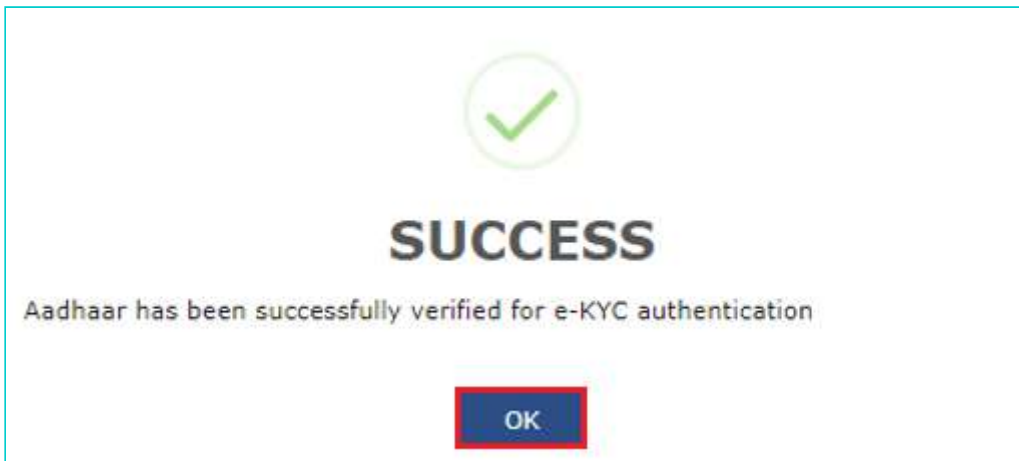 SUCCESS
Aadhaar has been successfully verified for e-KYC authentication
OK